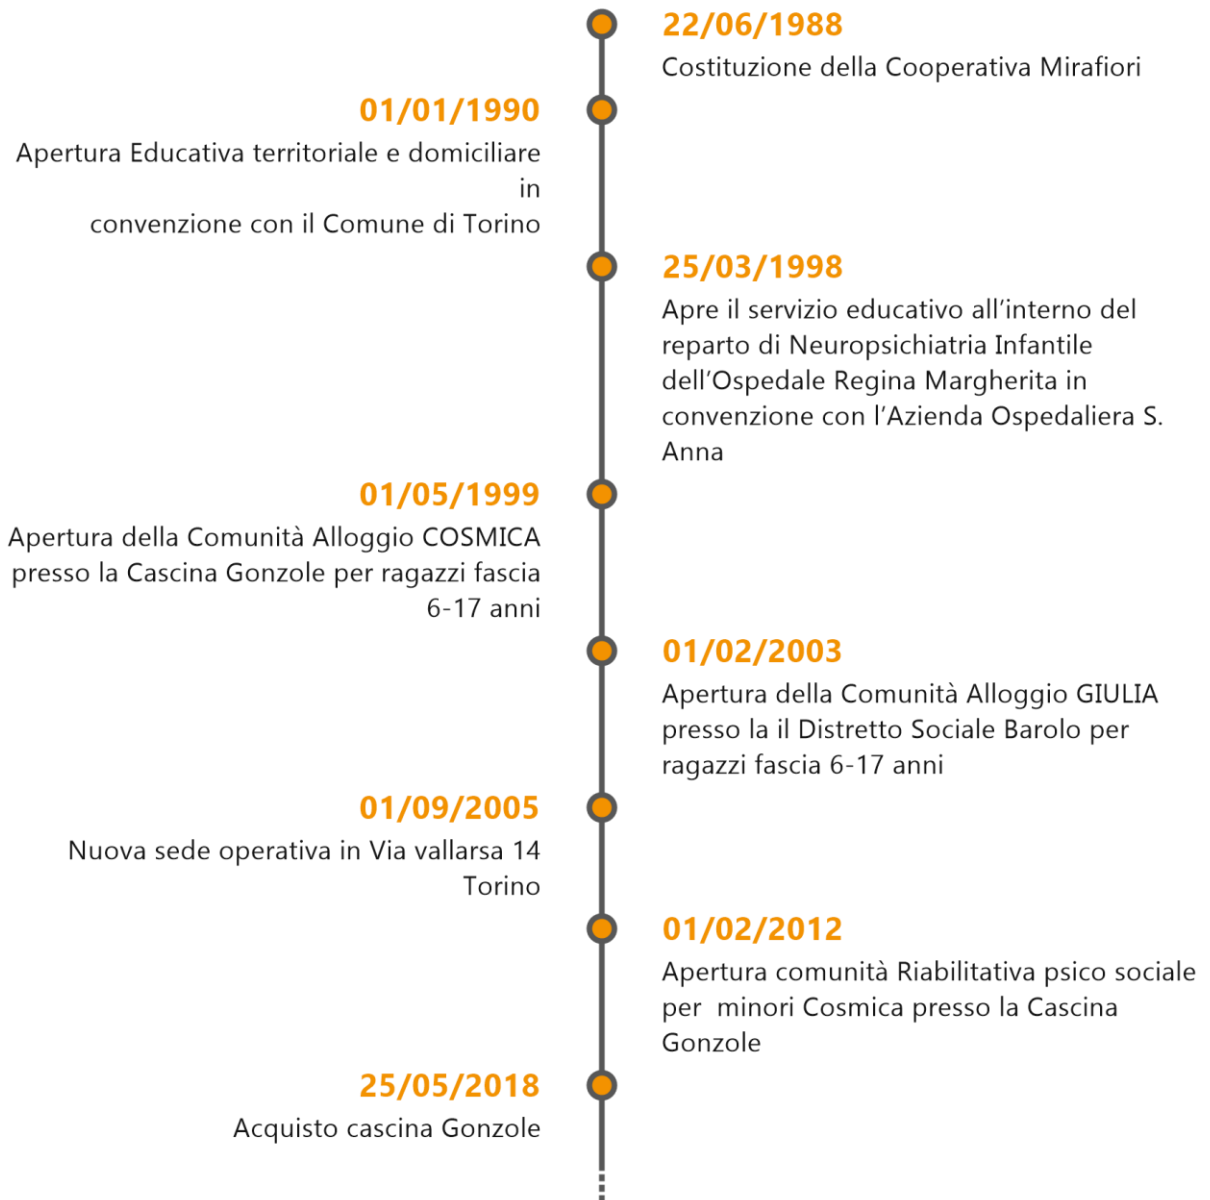 22/06/1988
Costituzione della Cooperativa Mirafiori
01/01/1990
Apertura Educativa territoriale e domiciliare
in
convenzione con il Comune di Torino
25/03/1998
Apre il servizio educativo all’interno del
reparto di Neuropsichiatria Infantile
dell’Ospedale Regina Margherita in
convenzione con l’Azienda Ospedaliera S.
Anna
01/05/1999
Apertura della Comunità Alloggio COSMICA
presso la Cascina Gonzole per ragazzi fascia
6-17 anni
01/02/2003
Apertura della Comunità Alloggio GIULIA
presso la il Distretto Sociale Barolo per
ragazzi fascia 6-17 anni
01/09/2005
Nuova sede operativa in Via vallarsa 14
Torino
01/02/2012
Apertura comunità Riabilitativa psico sociale
per  minori Cosmica presso la Cascina
Gonzole
25/05/2018
Acquisto cascina Gonzole